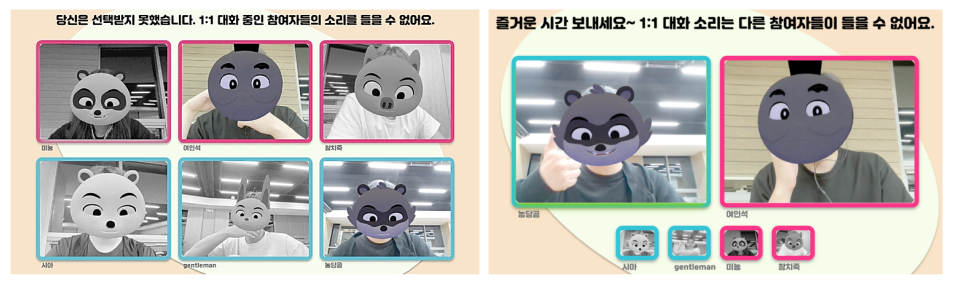 당신은 선택받지 못했습니다. 1:1 대화 중인 참여자들의 소리를 들을 수 없어요.
미뇽
여인석
참치죽
시아
gentleman
농담곰
즐거운 시간 보내세요~ 1:1 대화 소리는 다른 참여자들이 들을 수 없어요.
농담곰
여인석
시아
gentleman
미뇽
참치죽